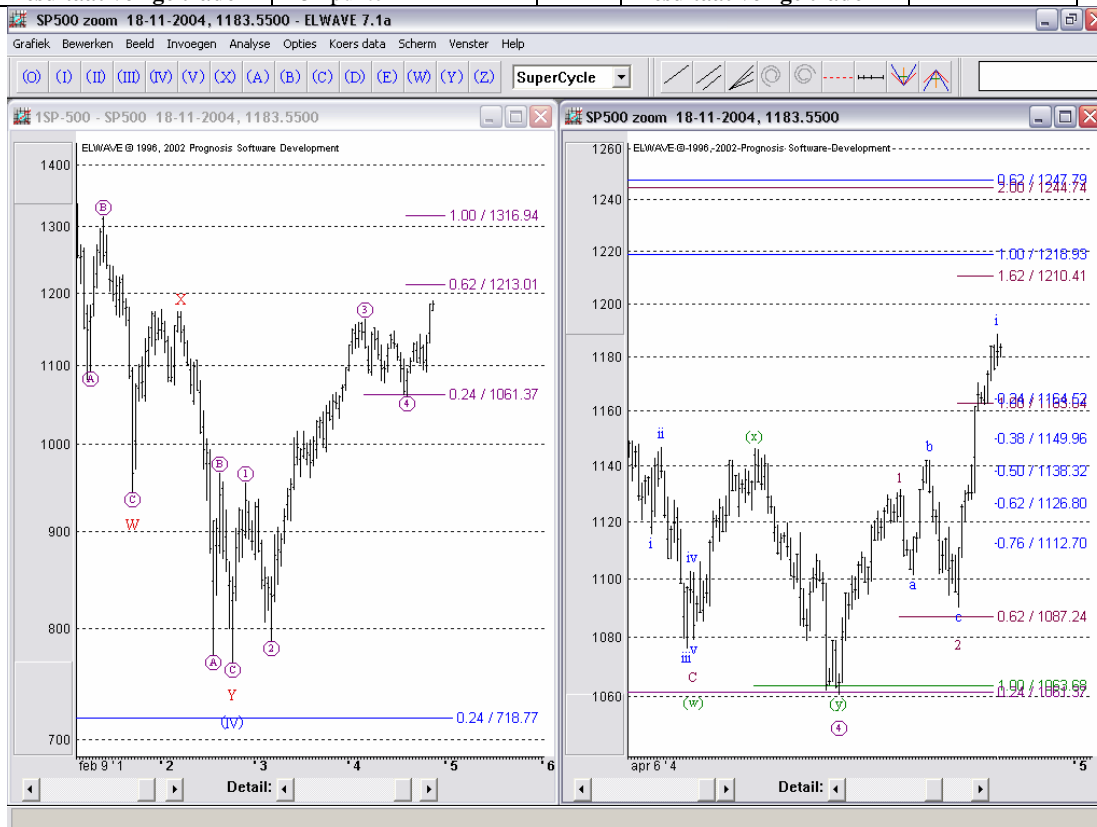 SP500 zoom 18-11-2004, 1183.5500 - ELWAVE 7.1a
Grafiek Bewerken Beeld Invoegen Analyse Opties Koers data Scherm Venster Help
(O) (I) (II) (III) (IV) (V) (X) (A) (B) (C) (D) (E) (W) (Y) (Z) SuperCycle
1SP-500 - SP500 18-11-2004, 1183.5500
ELWAVE © 1996, 2002 Prognosis Software Development
1400
1300
1200
1100
1000
900
800
700
B
A
C
W
X
B
A
C
Y
(IV)
1
2
3
4
1.00 / 1316.94
0.62 / 1213.01
0.24 / 1061.37
0.24 / 718.77
feb 9 '1 '2 '3 '4 '5 '6
Detail:
SP500 zoom 18-11-2004, 1183.5500
ELWAVE © 1996, 2002 Prognosis Software Development
1260
1240
1220
1200
1180
1160
1140
1120
1100
1080
1060
0.62 / 1247.79
2.00 / 1244.74
1.00 / 1218.93
1.62 / 1210.41
i
0.24 / 1164.52
-0.38 / 1149.96
-0.50 / 1138.32
-0.62 / 1126.80
-0.76 / 1112.70
0.62 / 1087.24
1.00 / 1063.68
0.24 / 1061.37
ii
i
iv
iii
v
C
(w)
(x)
(y)
4
1
a
b
c
2
apr 6 '4 '5
Detail: